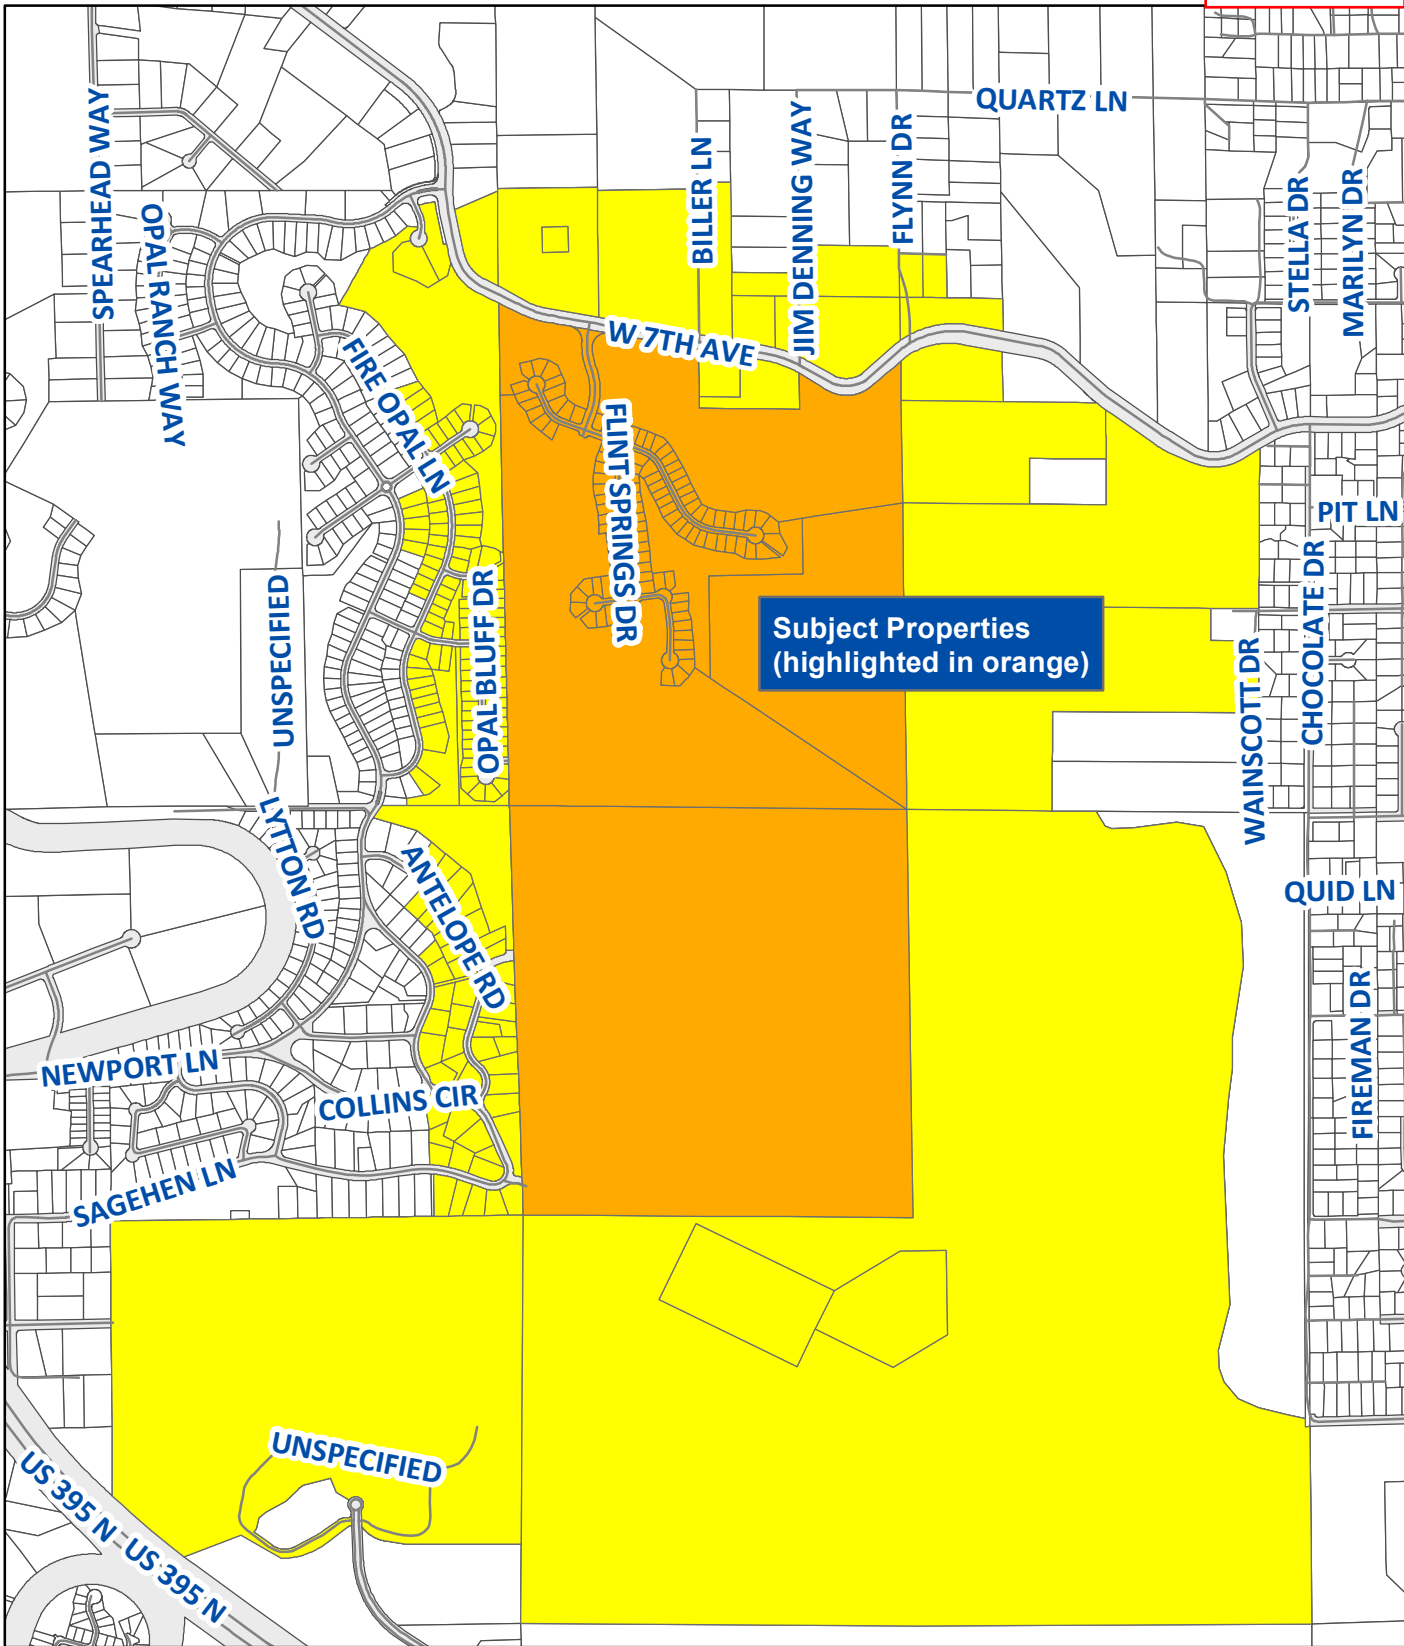 QUARTZ LN
SPEARHEAD WAY
OPAL RANCH WAY
BILLER LN
JIM DENNING WAY
FLYNN DR
STELLA DR
MARILYN DR
W 7TH AVE
FIRE OPAL LN
FLINT SPRINGS DR
PIT LN
UNSPECIFIED
OPAL BLUFF DR
Subject Properties
(highlighted in orange)
WAINSCOTT DR
CHOCOLATE DR
LYTTON RD
ANTELOPE RD
QUID LN
FIREMAN DR
NEWPORT LN
COLLINS CIR
SAGEHEN LN
UNSPECIFIED
US 395 N
US 395 N